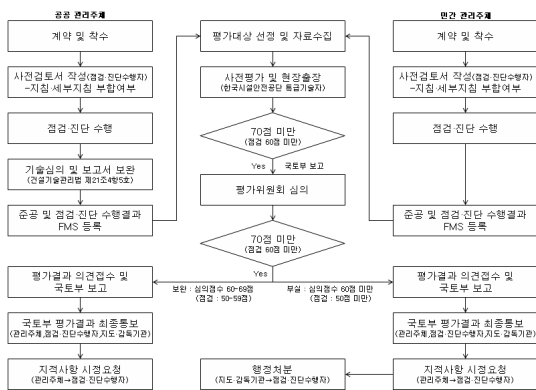 공공 관리주체
계약 및 착수
사전검토서 작성(점검·진단수행자)
-지침·세부지침 부합여부
점검·진단 수행
기술심의 및 보고서 보완
(건설기술관리법 제21조4항5호)
준공 및 점검·진단 수행결과
FMS 등록
평가대상 선정 및 자료수집
사전평가 및 현장출장
(한국시설안전공단 특급기술자)
70점 미만
(점검 60점 미만)
Yes
국토부 보고
평가위원회 심의
70점 미만
(점검 60점 미만)
Yes
민간 관리주체
계약 및 착수
사전검토서 작성(점검·진단수행자)
-지침·세부지침 부합여부
점검·진단 수행
준공 및 점검·진단 수행결과
FMS 등록
보완 : 심의점수 60-69점
(점검 : 50-59점)
부실 : 심의점수 60점 미만
(점검 : 50점 미만)
평가결과 의견접수 및
국토부 보고
국토부 평가결과 최종통보
(관리주체,점검·진단수행자,지도·감독기관)
지적사항 시정요청
(관리주체→점검·진단수행자)
평가결과 의견접수 및
국토부 보고
국토부 평가결과 최종통보
(관리주체,점검·진단수행자,지도·감독기관)
행정처분
(지도·감독기관→점검·진단수행자)
지적사항 시정요청
(관리주체→점검·진단수행자)